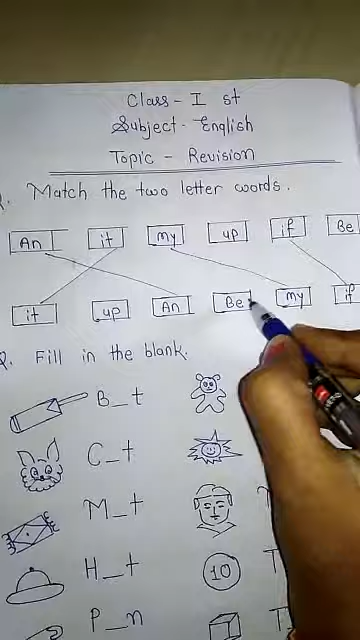 Class - I st
Subject - English
Topic - Revision
Q. Match the two letter words.
An it my up if Be
it up An Be my if
Q. Fill in the blank.
B_t
C_t
M_t
H_t
10
P_n